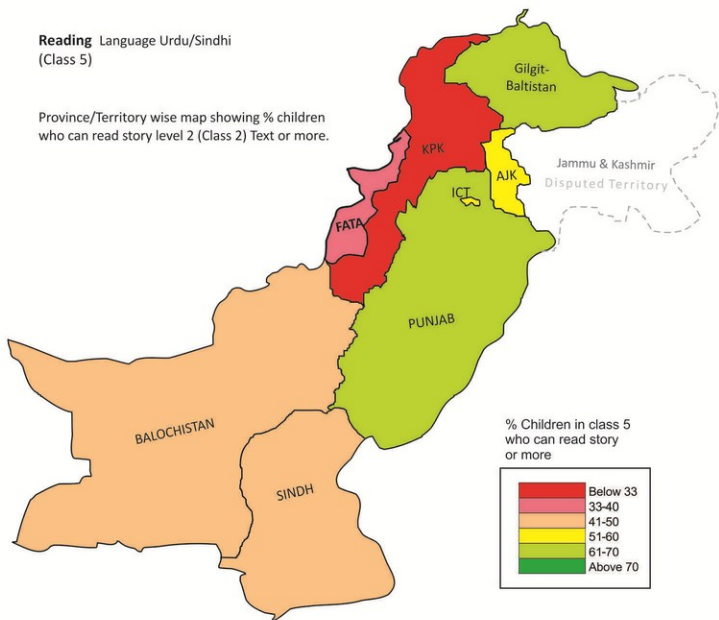 Reading Language Urdu/Sindhi
(Class 5)
Province/Territory wise map showing % children
who can read story level 2 (Class 2) Text or more.
Gilgit-
Baltistan
KPK
AJK
Jammu & Kashmir
Disputed Territory
ICT
FATA
PUNJAB
BALOCHISTAN
SINDH
% Children in class 5
who can read story
or more
Below 33
33-40
41-50
51-60
61-70
Above 70